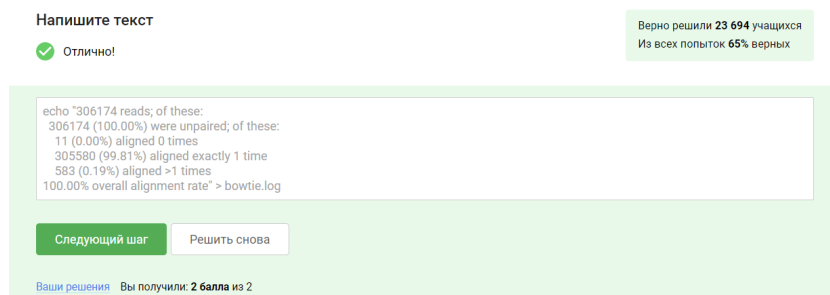 Напишите текст
Отлично!
Верно решили 23 694 учащихся
Из всех попыток 65% верных
echo "306174 reads; of these:
306174 (100.00%) were unpaired; of these:
11 (0.00%) aligned 0 times
305580 (99.81%) aligned exactly 1 time
583 (0.19%) aligned >1 times
100.00% overall alignment rate" > bowtie.log
Следующий шаг
Решить снова
Ваши решения Вы получили: 2 балла из 2